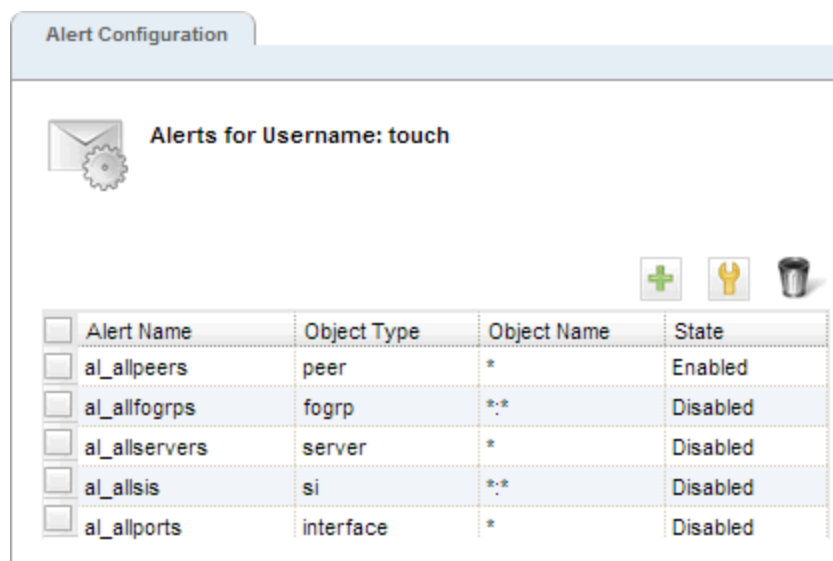 Alert Configuration
Alerts for Username: touch
Alert Name Object Type Object Name State
al_allpeers peer * Enabled
al_allfogrps fogrp *:* Disabled
al_allservers server * Disabled
al_allsis si *:* Disabled
al_allports interface * Disabled